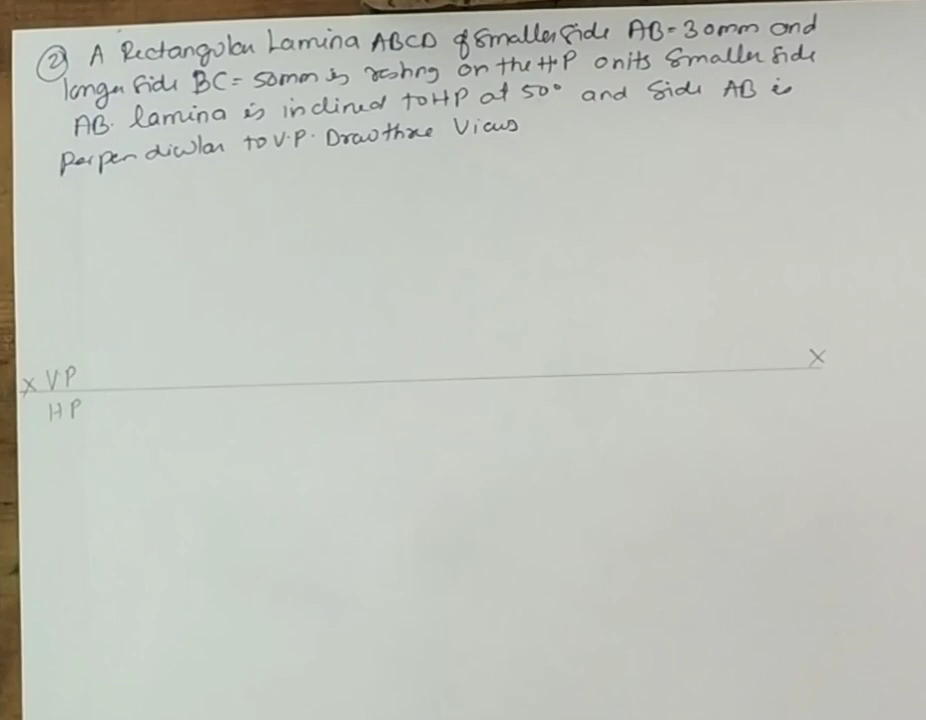 ② A Rectangular Lamina ABCD of smaller side AB = 30mm and
longer side BC = 50mm is resting on the H.P on its smaller side
AB. lamina is inclined to HP at 50° and side AB is
perpendicular to V.P. Draw three Views
X
X VP
HP